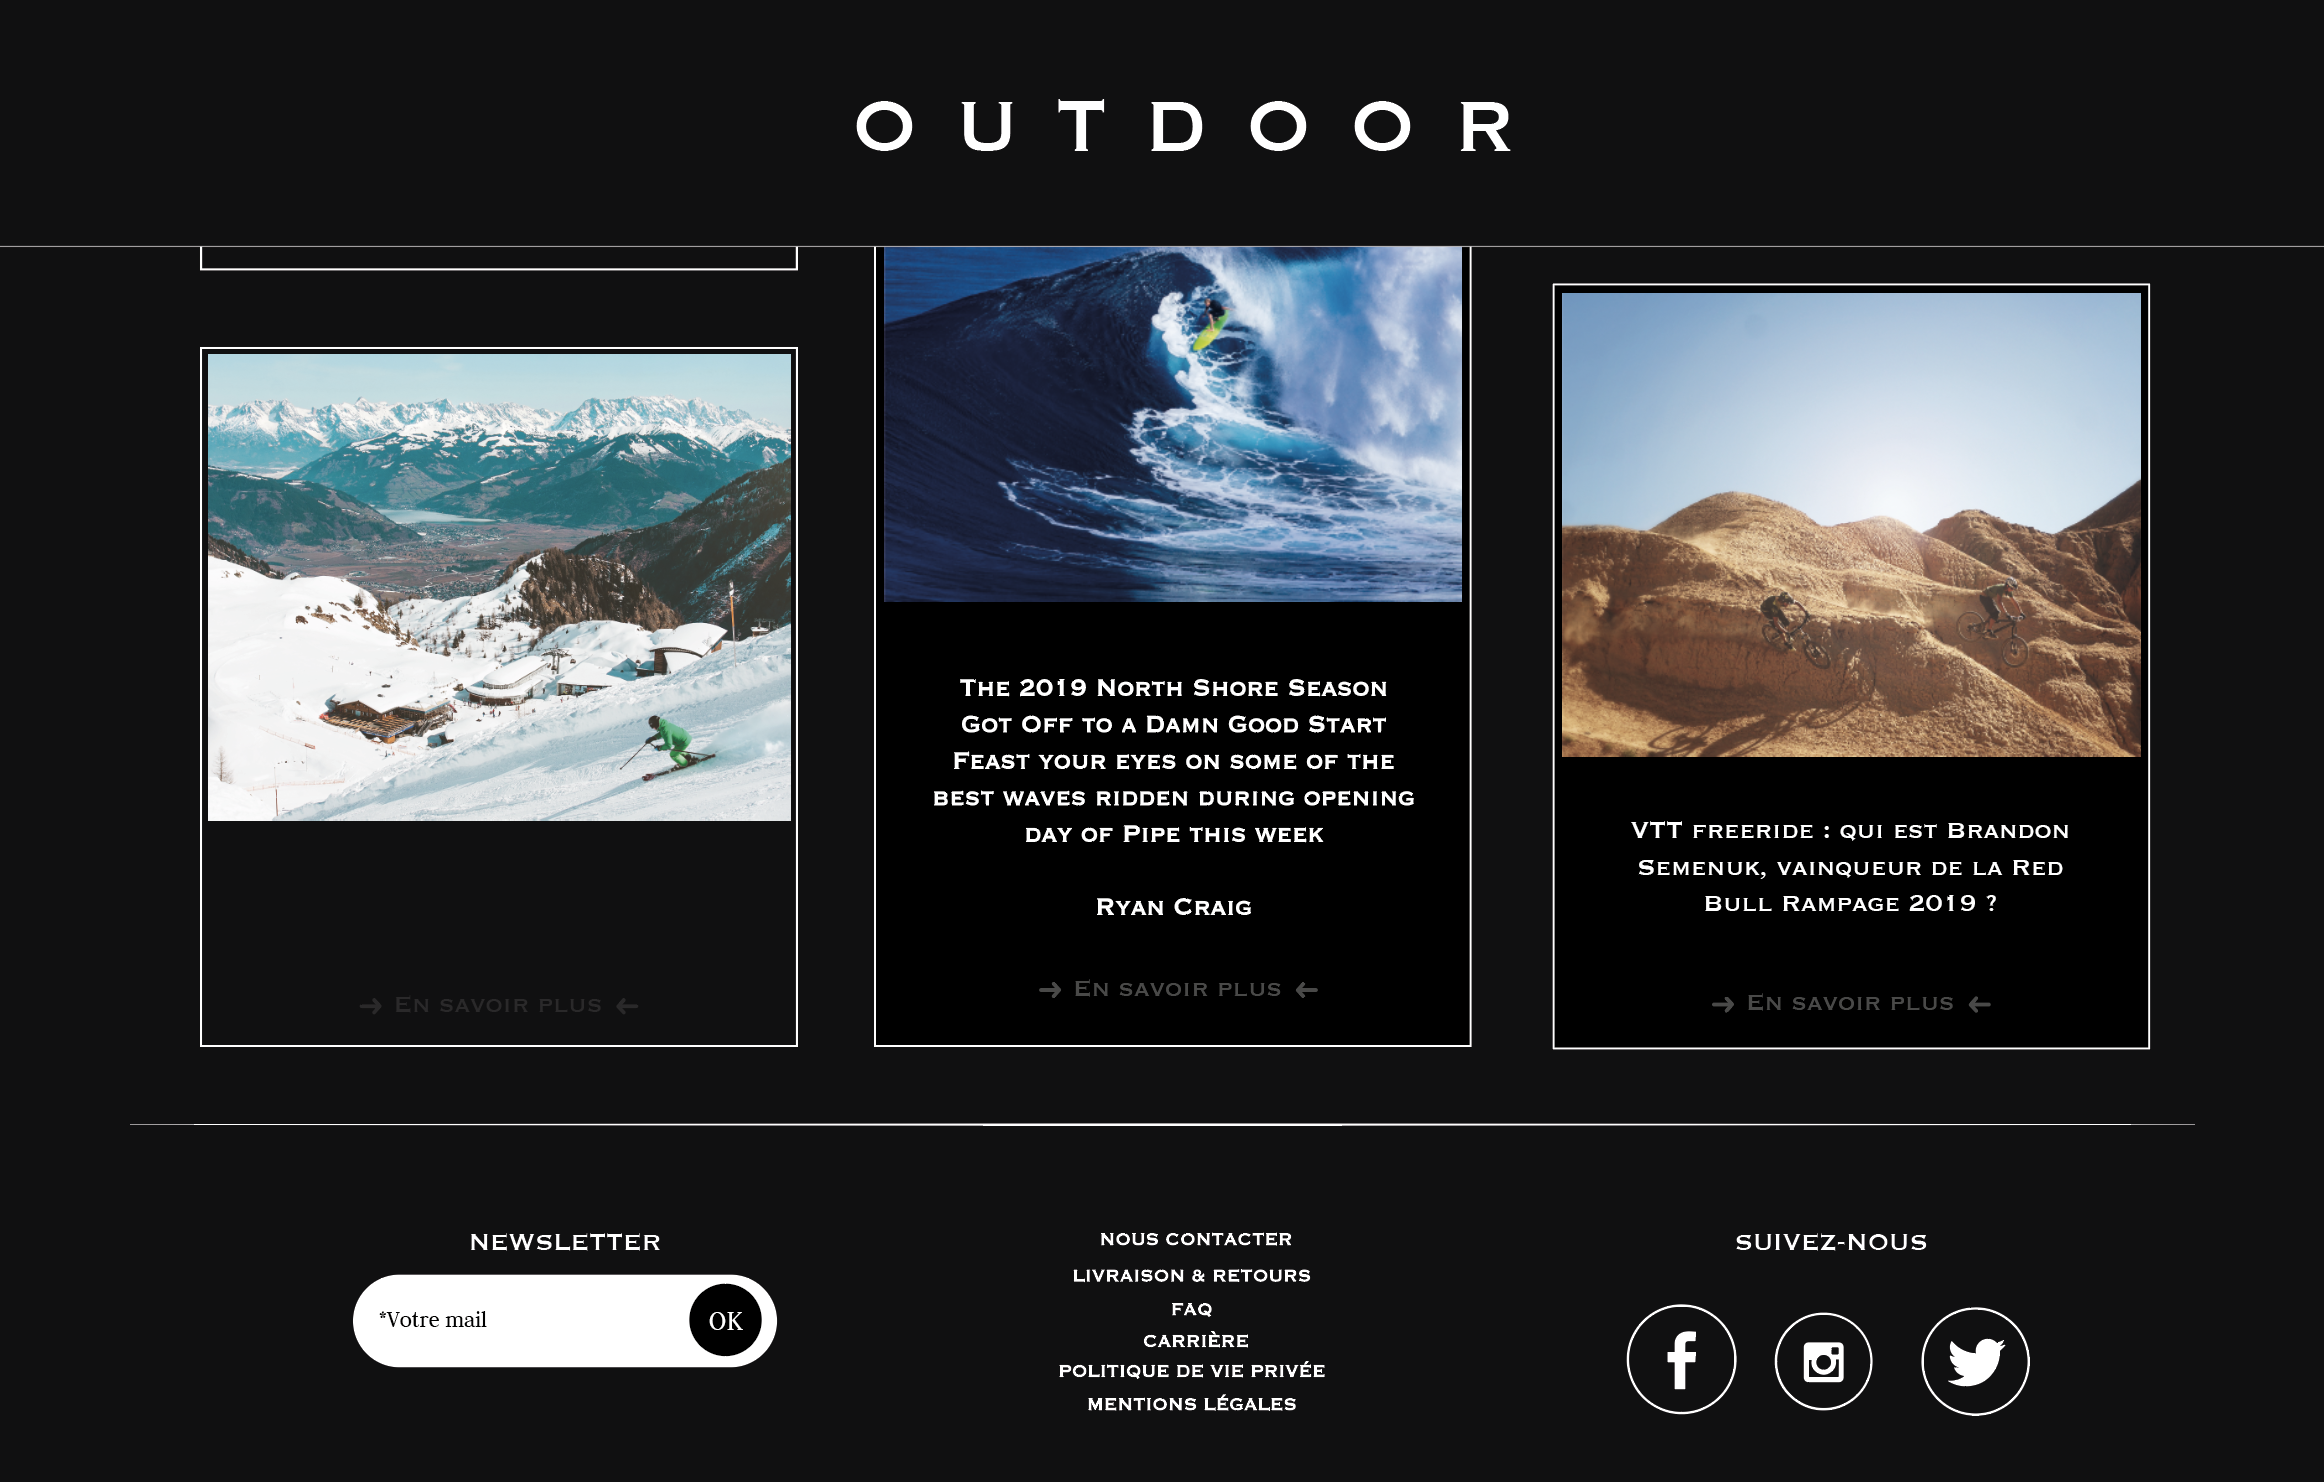 OUTDOOR
The 2019 North Shore Season
Got Off to a Damn Good Start
Feast your eyes on some of the
best waves ridden during opening
day of Pipe this week
Ryan Craig
VTT freeride : qui est Brandon
Semenuk, vainqueur de la Red
Bull Rampage 2019 ?
En savoir plus
En savoir plus
En savoir plus
NEWSLETTER
*Votre mail
OK
NOUS CONTACTER
LIVRAISON & RETOURS
FAQ
CARRIÈRE
POLITIQUE DE VIE PRIVÉE
MENTIONS LÉGALES
SUIVEZ-NOUS